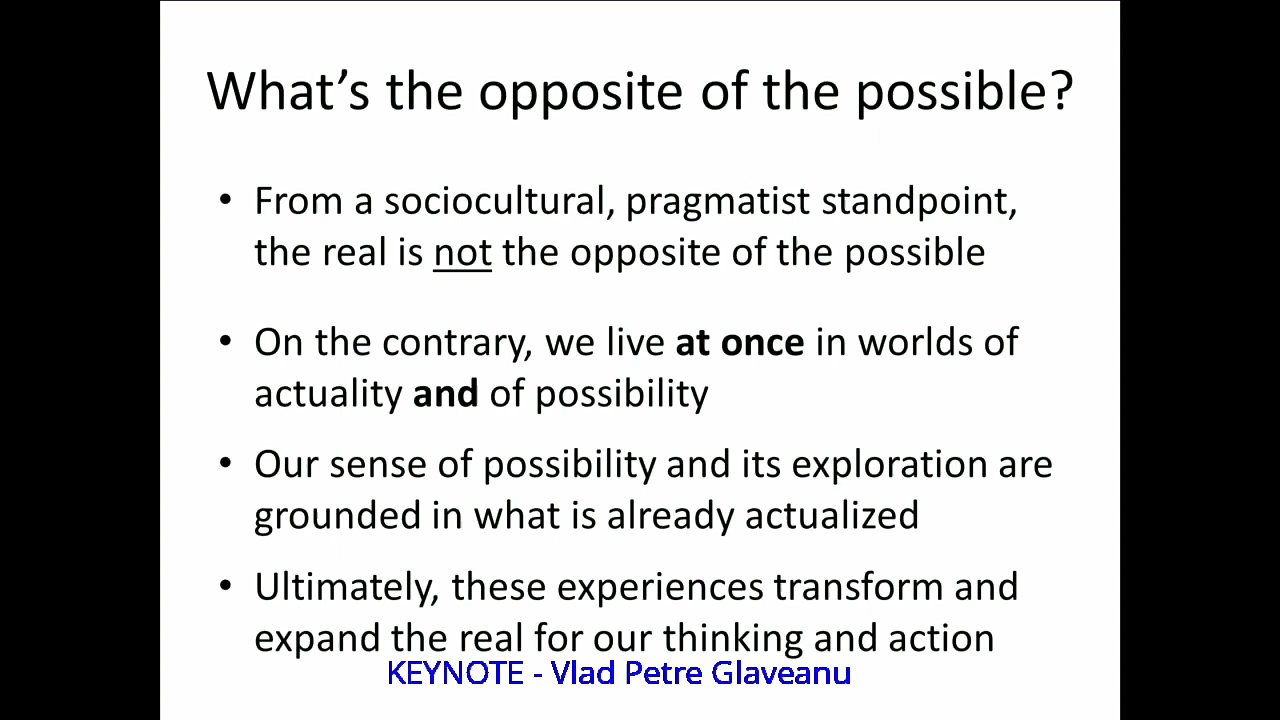 What’s the opposite of the possible?
• From a sociocultural, pragmatist standpoint,
the real is not the opposite of the possible
• On the contrary, we live at once in worlds of
actuality and of possibility
• Our sense of possibility and its exploration are
grounded in what is already actualized
• Ultimately, these experiences transform and
expand the real for our thinking and action
KEYNOTE - Vlad Petre Glaveanu